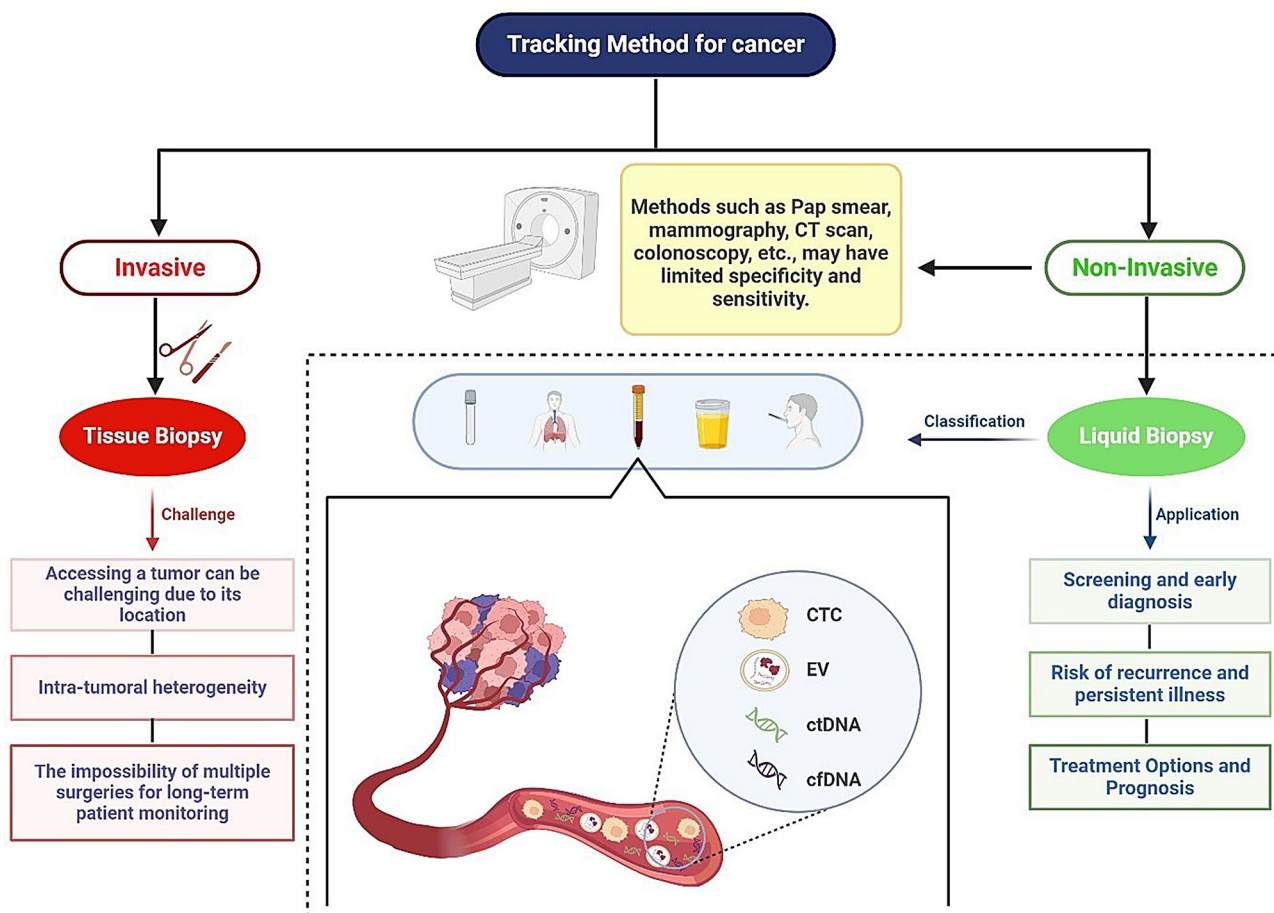 Tracking Method for cancer
Invasive
Methods such as Pap smear,
mammography, CT scan,
colonoscopy, etc., may have
limited specificity and
sensitivity.
Non-Invasive
Tissue Biopsy
Classification
Liquid Biopsy
Challenge
Application
Accessing a tumor can be
challenging due to its
location
Intra-tumoral heterogeneity
The impossibility of multiple
surgeries for long-term
patient monitoring
CTC
EV
ctDNA
cfDNA
Screening and early
diagnosis
Risk of recurrence and
persistent illness
Treatment Options and
Prognosis